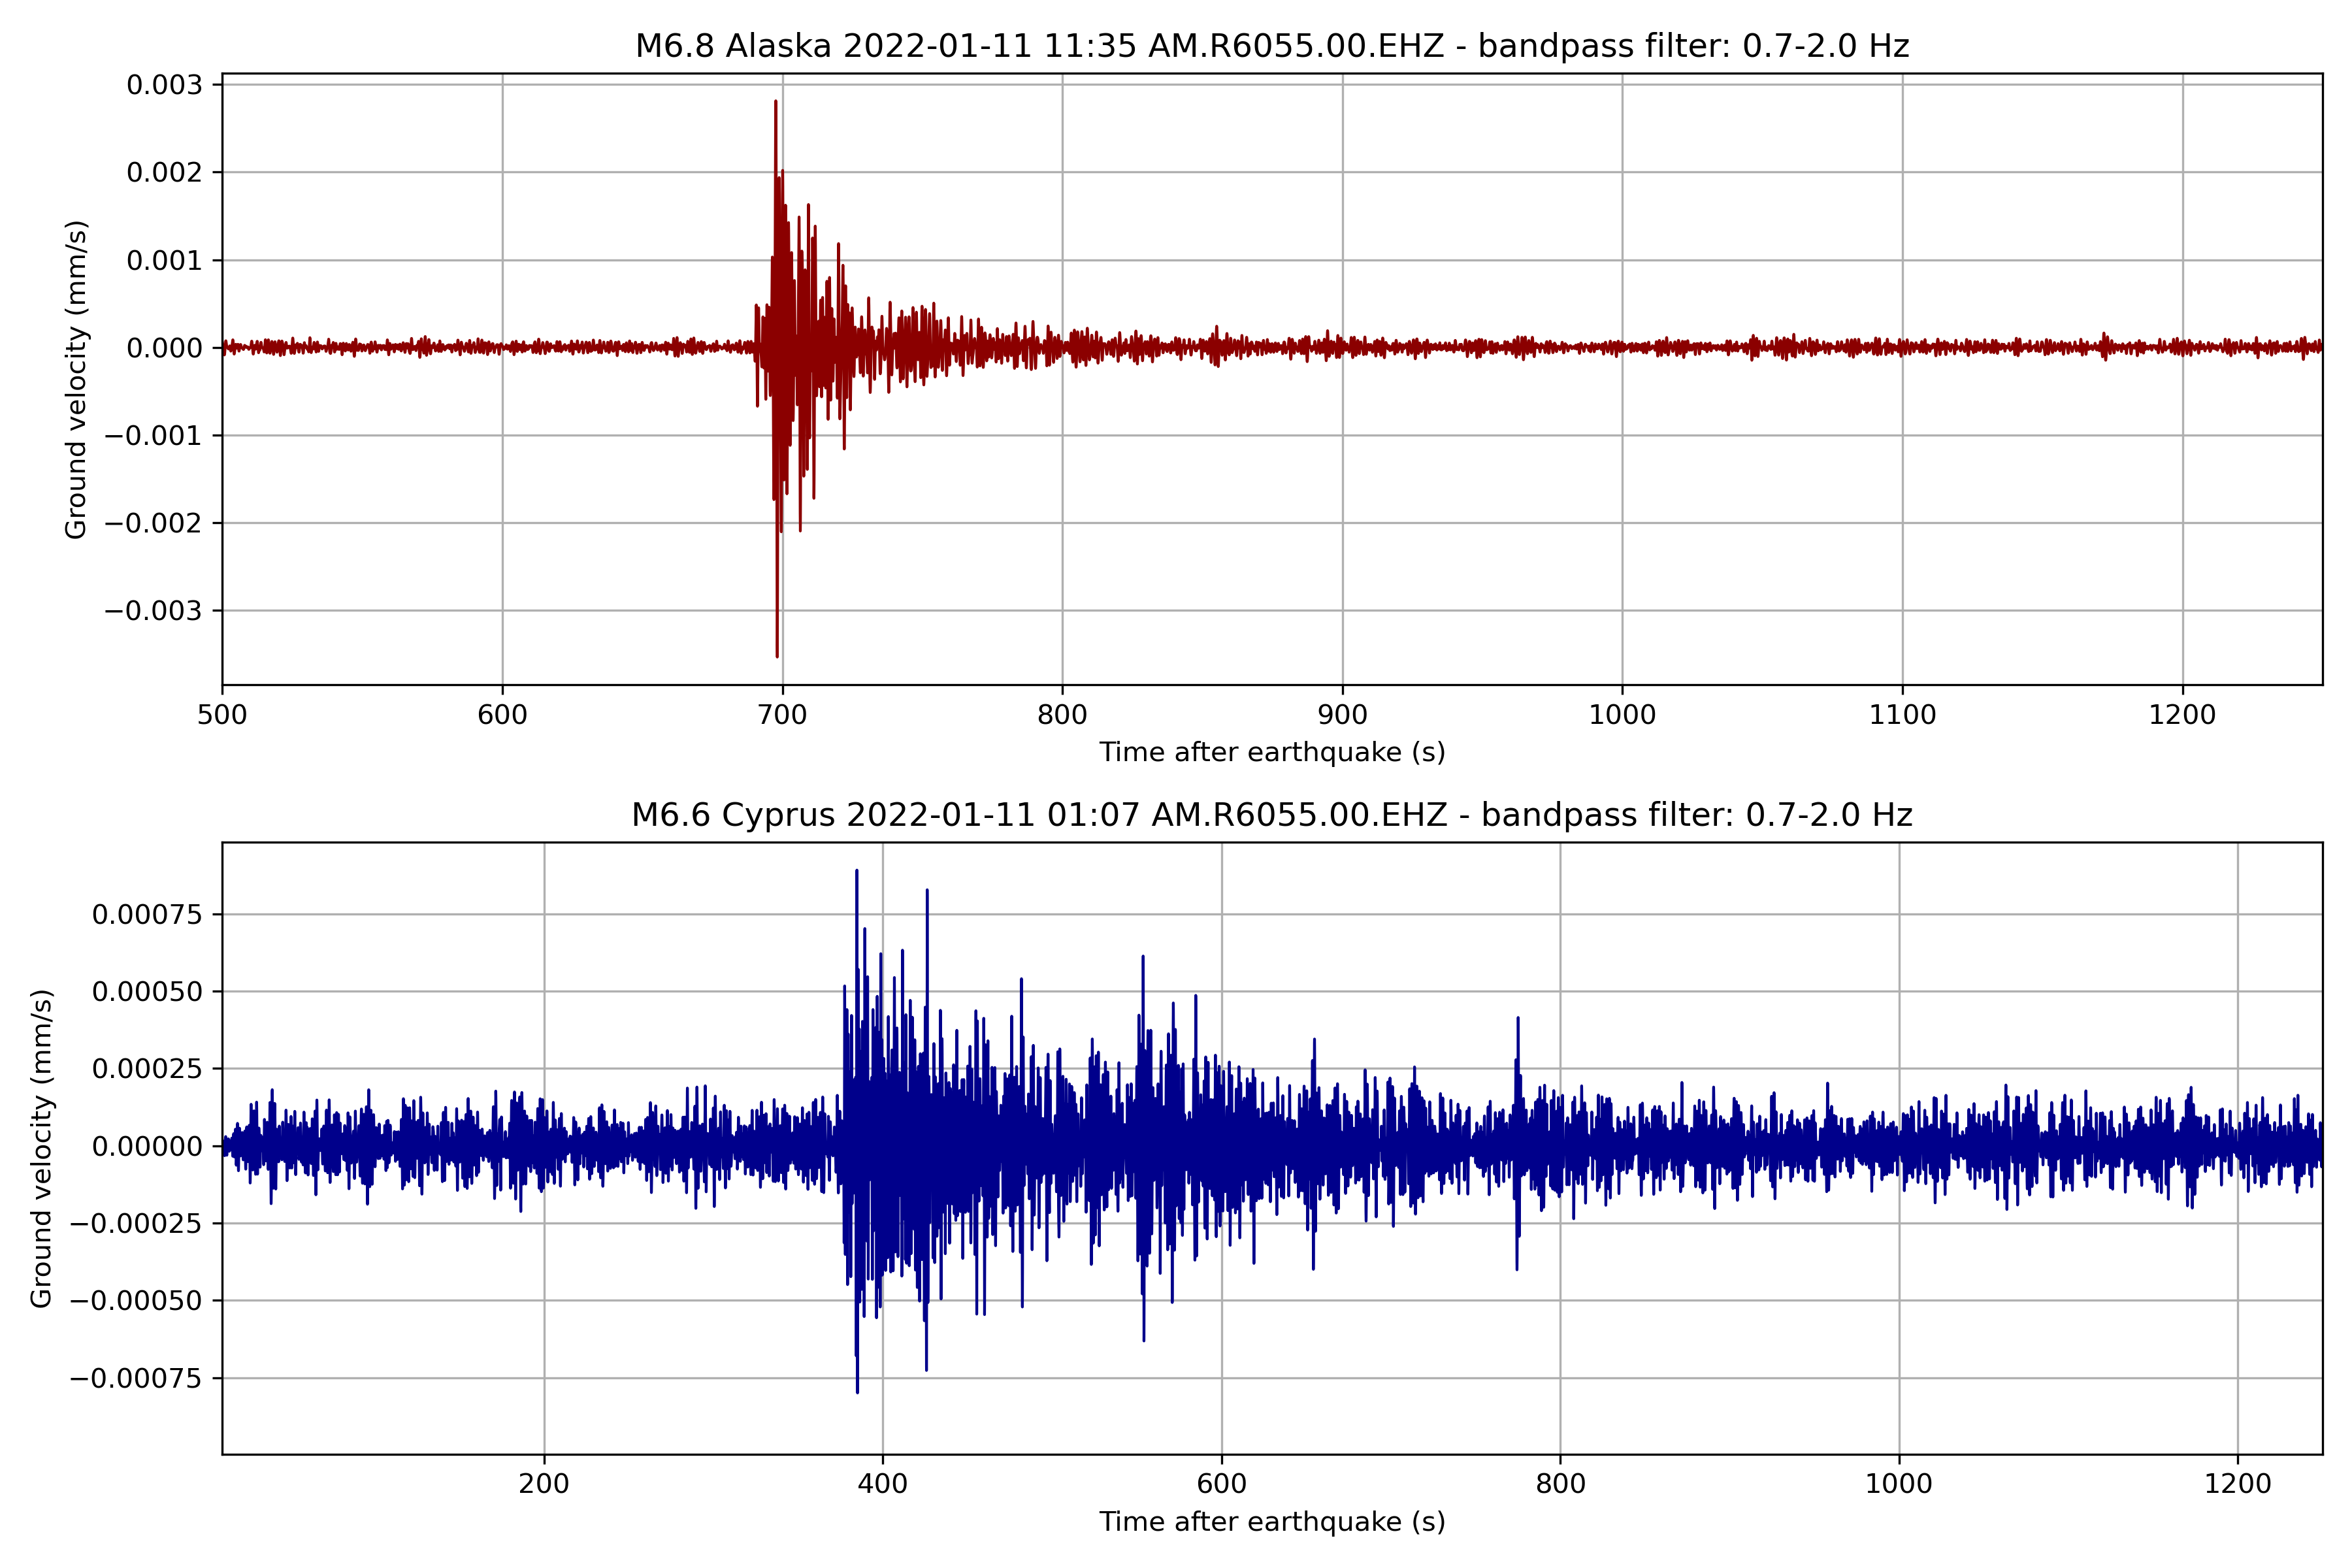 M6.8 Alaska 2022-01-11 11:35 AM.R6055.00.EHZ - bandpass filter: 0.7-2.0 Hz
0.003
0.002
0.001
0.000
−0.001
−0.002
−0.003
Ground velocity (mm/s)
500 600 700 800 900 1000 1100 1200
Time after earthquake (s)
M6.6 Cyprus 2022-01-11 01:07 AM.R6055.00.EHZ - bandpass filter: 0.7-2.0 Hz
0.00075
0.00050
0.00025
0.00000
−0.00025
−0.00050
−0.00075
Ground velocity (mm/s)
200 400 600 800 1000 1200
Time after earthquake (s)